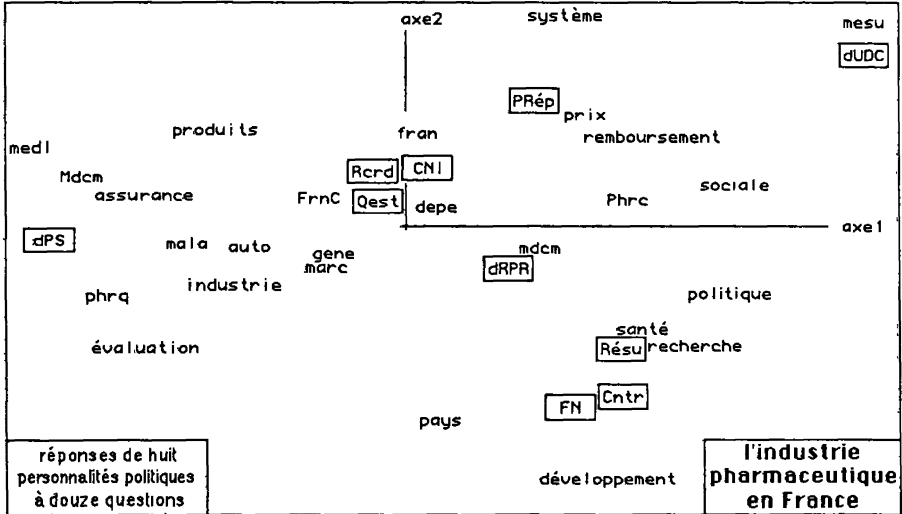 axe2
système
mesu
dUDC
PRép
prix
produits
fran
remboursement
medl
Rcrd
CNI
Mdcm
assurance
FrnC
Qest
depe
Phrc
sociale
axe1
dPS
mala
auto
gene
marc
mdcm
dRPR
phrq
industrie
politique
santé
évaluation
Résu
recherche
FN
Cntr
pays
développement
réponses de huit
personnalités politiques
à douze questions
l'industrie
pharmaceutique
en France